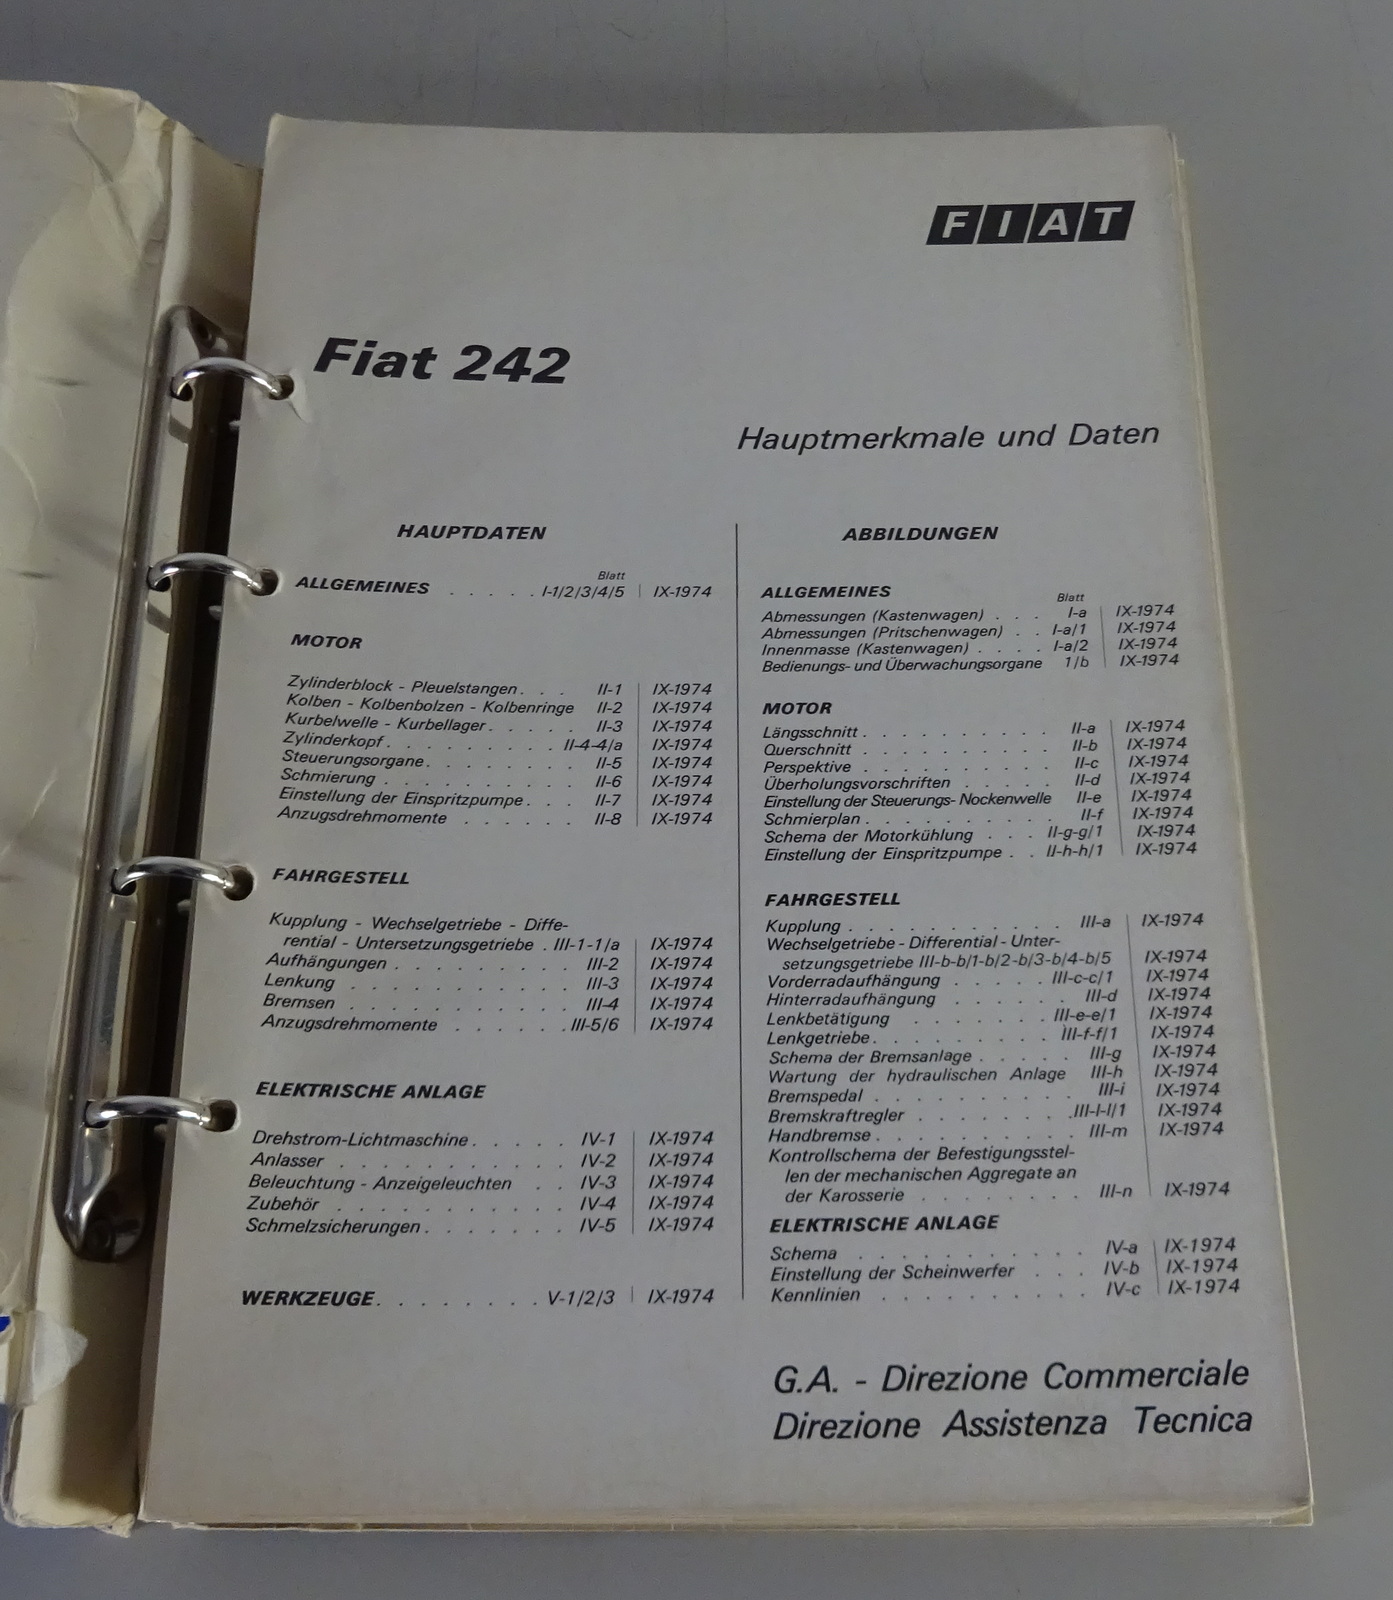 FIAT
Fiat 242
Hauptmerkmale und Daten
HAUPTDATEN
Blatt
ALLGEMEINES . . . . . I-1/2/3/4/5 | IX-1974
MOTOR
Zylinderblock - Pleuelstangen . . . II-1 | IX-1974
Kolben - Kolbenbolzen - Kolbenringe II-2 | IX-1974
Kurbelwelle - Kurbellager . . . . . II-3 | IX-1974
Zylinderkopf . . . . . . . . . II-4-4/a | IX-1974
Steuerungsorgane . . . . . . . . II-5 | IX-1974
Schmierung . . . . . . . . . . II-6 | IX-1974
Einstellung der Einspritzpumpe . . . II-7 | IX-1974
Anzugsdrehmomente . . . . . . II-8 | IX-1974
FAHRGESTELL
Kupplung - Wechselgetriebe - Diffe-
rential - Untersetzungsgetriebe . III-1-1/a | IX-1974
Aufhängungen . . . . . . . . . III-2 | IX-1974
Lenkung . . . . . . . . . . . III-3 | IX-1974
Bremsen . . . . . . . . . . . III-4 | IX-1974
Anzugsdrehmomente . . . . . . III-5/6 | IX-1974
ELEKTRISCHE ANLAGE
Drehstrom-Lichtmaschine . . . . . IV-1 | IX-1974
Anlasser . . . . . . . . . . . IV-2 | IX-1974
Beleuchtung - Anzeigeleuchten . . IV-3 | IX-1974
Zubehör . . . . . . . . . . . IV-4 | IX-1974
Schmelzsicherungen . . . . . . . IV-5 | IX-1974
WERKZEUGE . . . . . . . . V-1/2/3 | IX-1974
ABBILDUNGEN
ALLGEMEINES
Blatt
Abmessungen (Kastenwagen) . . . I-a | IX-1974
Abmessungen (Pritschenwagen) . . I-a/1 | IX-1974
Innenmasse (Kastenwagen) . . . . I-a/2 | IX-1974
Bedienungs- und Überwachungsorgane 1/b | IX-1974
MOTOR
Längsschnitt . . . . . . . . . . II-a | IX-1974
Querschnitt . . . . . . . . . . II-b | IX-1974
Perspektive . . . . . . . . . . II-c | IX-1974
Überholungsvorschriften . . . . . II-d | IX-1974
Einstellung der Steuerungs- Nockenwelle II-e | IX-1974
Schmierplan . . . . . . . . . . II-f | IX-1974
Schema der Motorkühlung . . . II-g-g/1 | IX-1974
Einstellung der Einspritzpumpe . . II-h-h/1 | IX-1974
FAHRGESTELL
Kupplung . . . . . . . . . . . III-a | IX-1974
Wechselgetriebe - Differential - Unter-
setzungsgetriebe III-b-b/1-b/2-b/3-b/4-b/5 | IX-1974
Vorderradaufhängung . . . . . III-c-c/1 | IX-1974
Hinterradaufhängung . . . . . . III-d | IX-1974
Lenkbetätigung . . . . . . . III-e-e/1 | IX-1974
Lenkgetriebe . . . . . . . . . III-f-f/1 | IX-1974
Schema der Bremsanlage . . . . . III-g | IX-1974
Wartung der hydraulischen Anlage III-h | IX-1974
Bremspedal . . . . . . . . . . III-i | IX-1974
Bremskraftregler . . . . . . . . III-l-l/1 | IX-1974
Handbremse . . . . . . . . . . III-m | IX-1974
Kontrollschema der Befestigungsstel-
len der mechanischen Aggregate an
der Karosserie . . . . . . . . III-n | IX-1974
ELEKTRISCHE ANLAGE
Schema . . . . . . . . . . . IV-a | IX-1974
Einstellung der Scheinwerfer . . . IV-b | IX-1974
Kennlinien . . . . . . . . . . IV-c | IX-1974
G.A. - Direzione Commerciale
Direzione Assistenza Tecnica